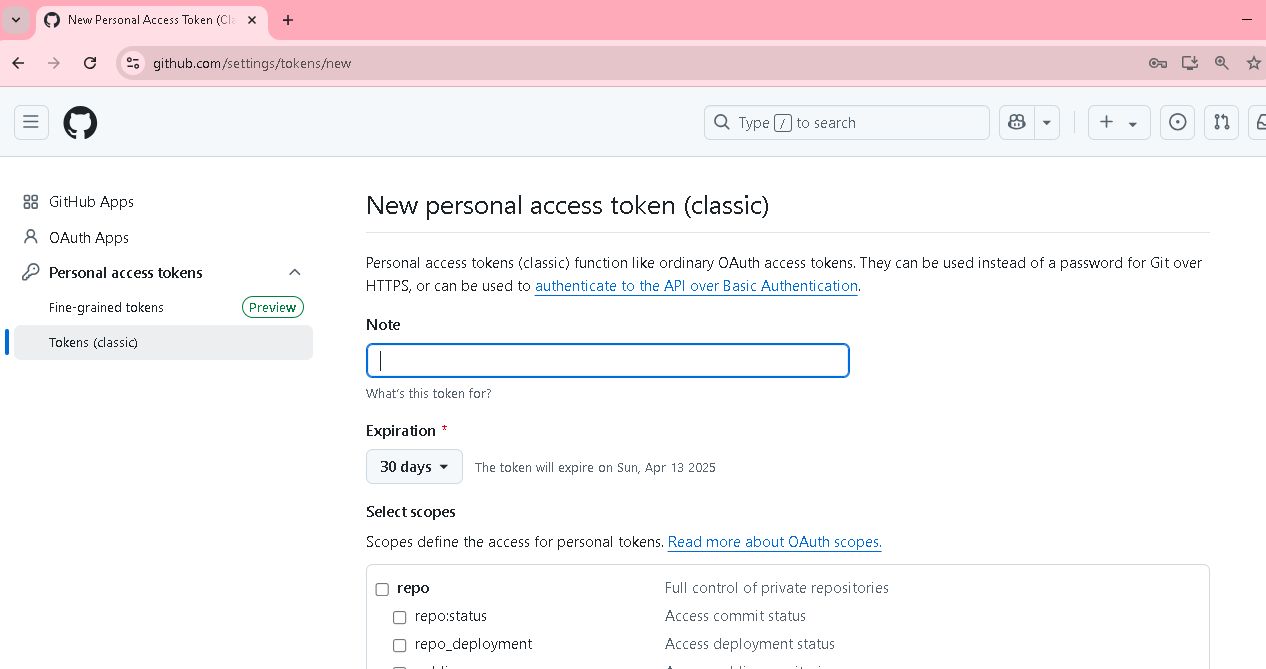 New Personal Access Token (Cla
github.com/settings/tokens/new
Type / to search
GitHub Apps
OAuth Apps
Personal access tokens
Fine-grained tokens Preview
Tokens (classic)
New personal access token (classic)
Personal access tokens (classic) function like ordinary OAuth access tokens. They can be used instead of a password for Git over
HTTPS, or can be used to authenticate to the API over Basic Authentication.
Note
What's this token for?
Expiration *
30 days The token will expire on Sun, Apr 13 2025
Select scopes
Scopes define the access for personal tokens. Read more about OAuth scopes.
repo Full control of private repositories
repo:status Access commit status
repo_deployment Access deployment status